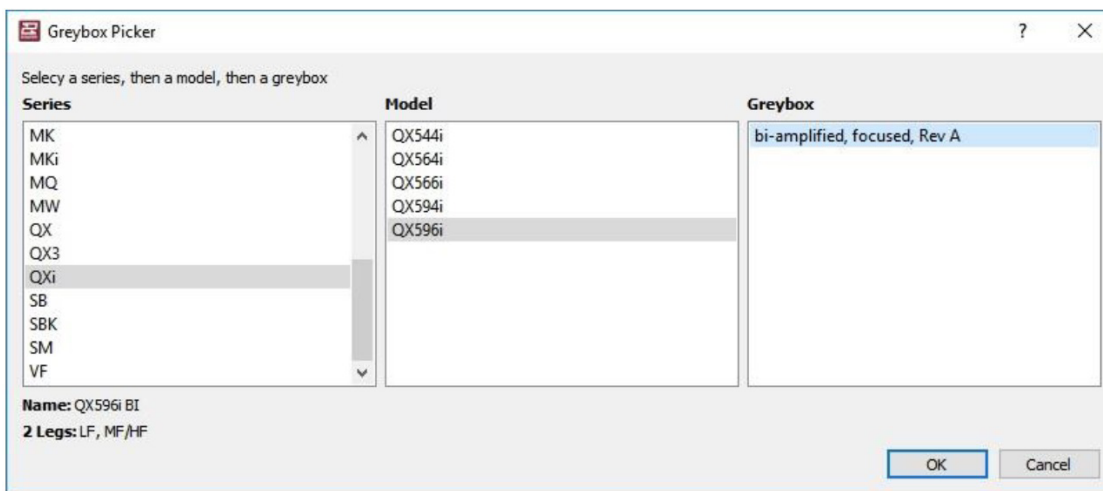 Greybox Picker
Selecy a series, then a model, then a greybox
Series
MK
MKi
MQ
MW
QX
QX3
QXi
SB
SBK
SM
VF
Model
QX544i
QX564i
QX566i
QX594i
QX596i
Greybox
bi-amplified, focused, Rev A
Name: QX596i BI
2 Legs: LF, MF/HF
OK
Cancel